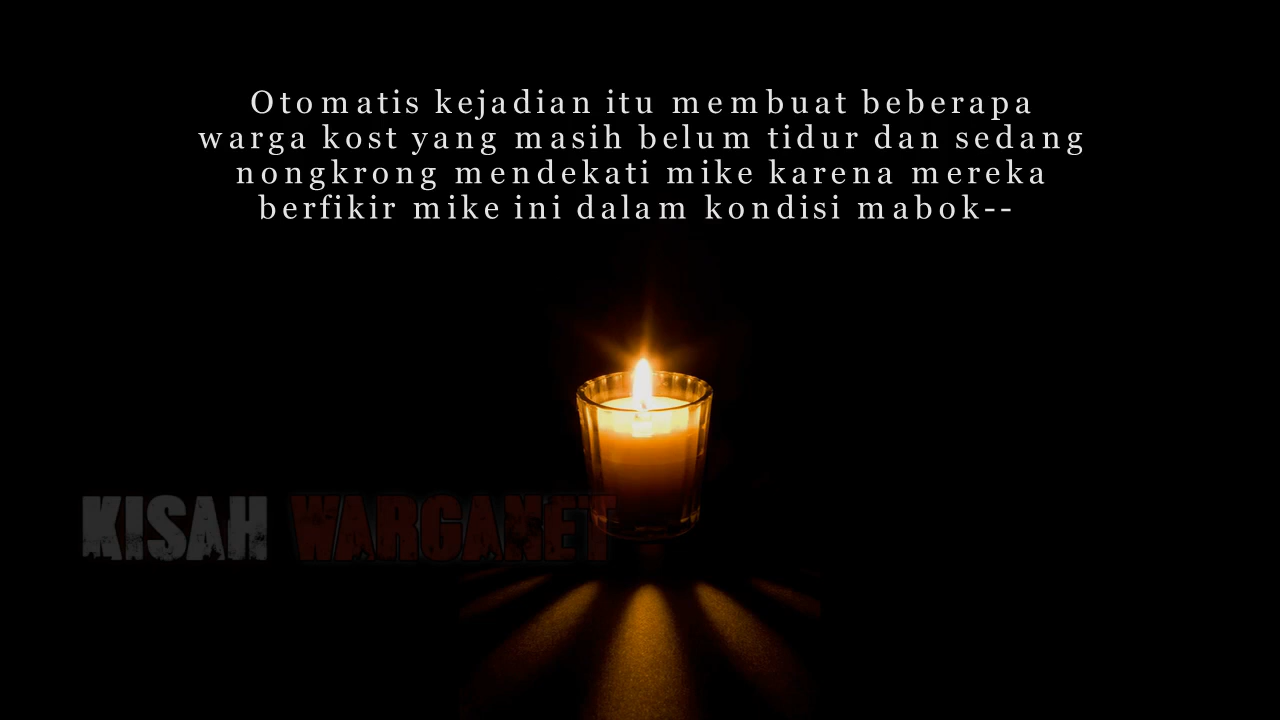 Otomatis kejadian itu membuat beberapa
warga kost yang masih belum tidur dan sedang
nongkrong mendekati mike karena mereka
berfikir mike ini dalam kondisi mabok--
KISAH WARGANET